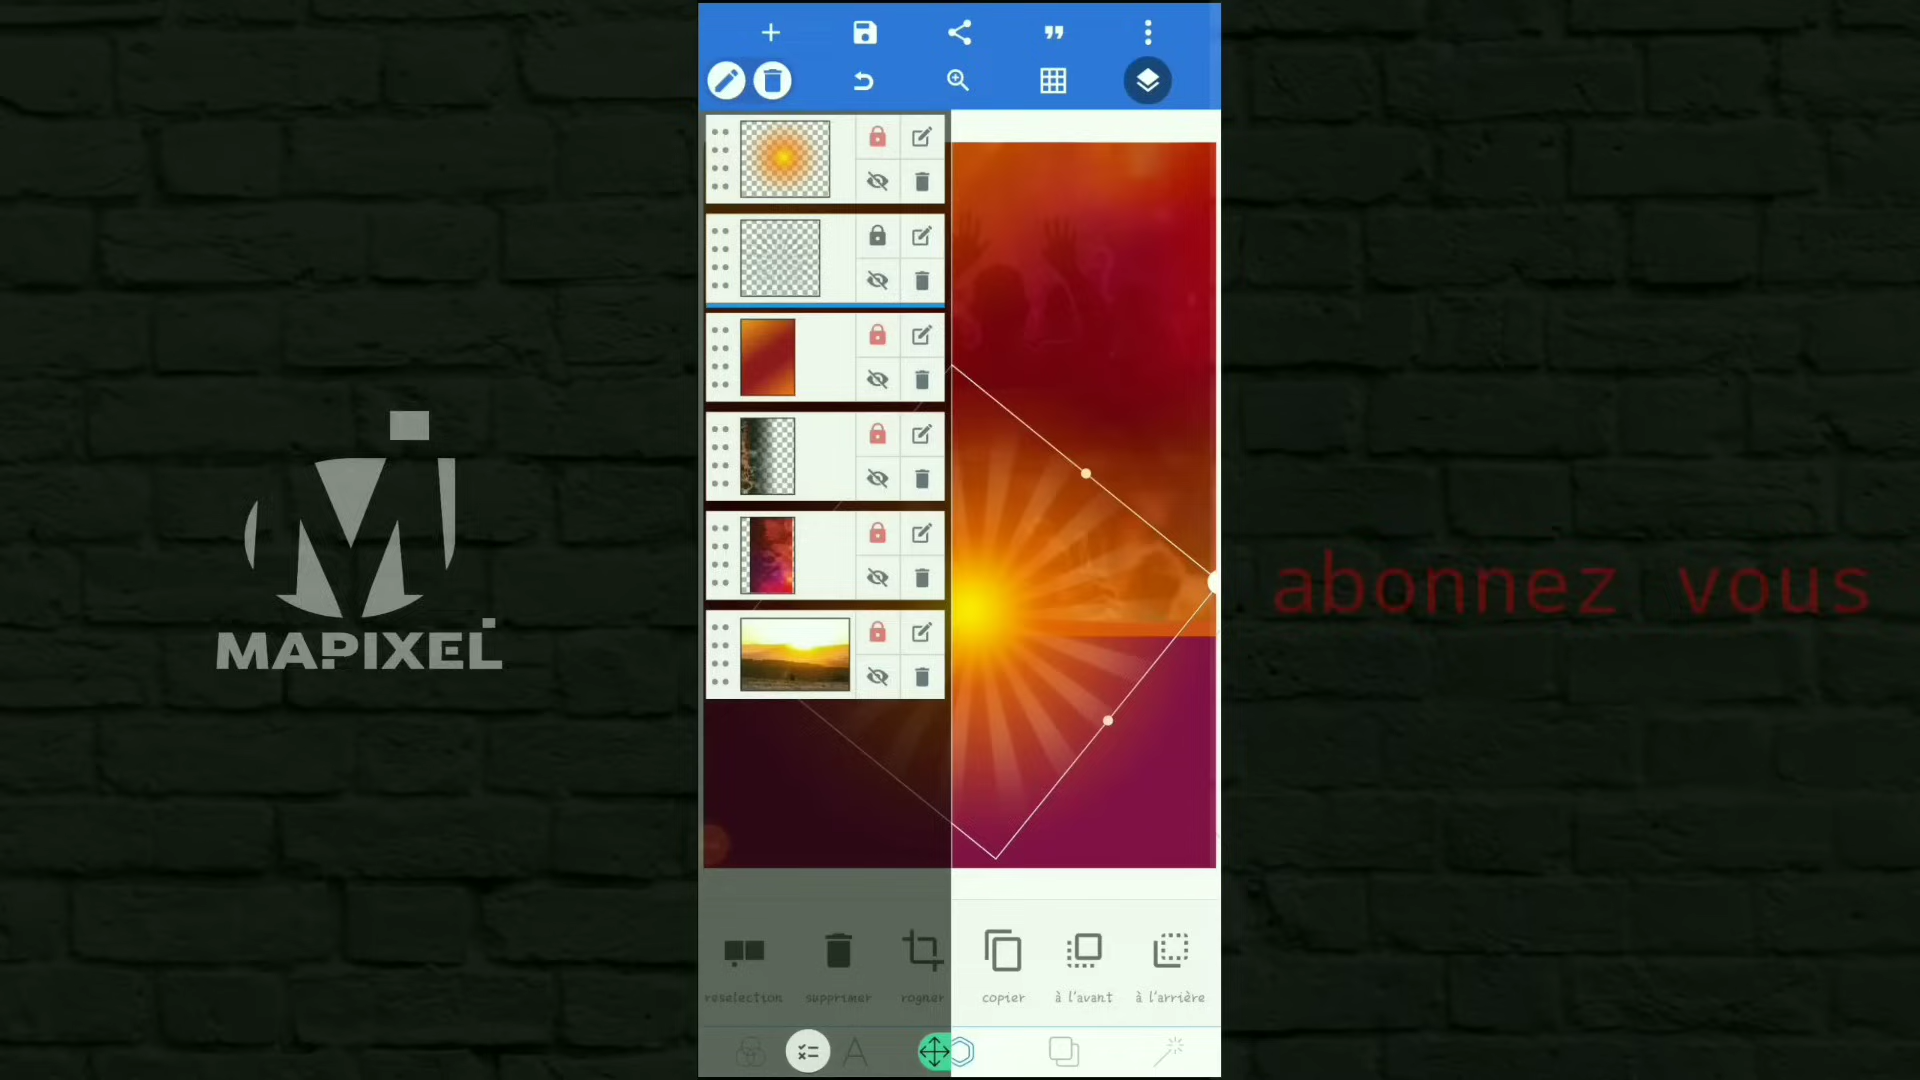 MAPIXEL
abonnez vous
reselection
supprimer
rogner
copier
à l'avant
à l'arrière